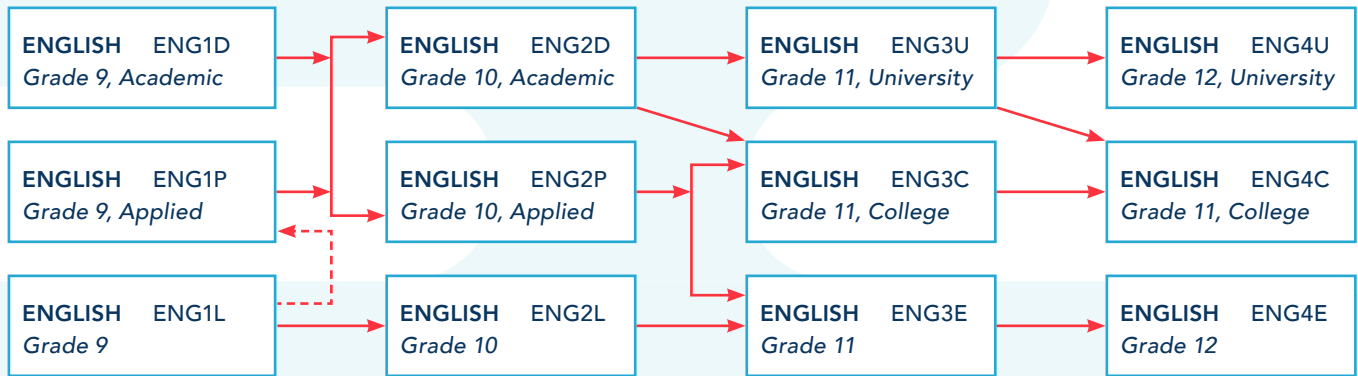 ENGLISH ENG1D
Grade 9, Academic
ENGLISH ENG2D
Grade 10, Academic
ENGLISH ENG3U
Grade 11, University
ENGLISH ENG4U
Grade 12, University
ENGLISH ENG1P
Grade 9, Applied
ENGLISH ENG2P
Grade 10, Applied
ENGLISH ENG3C
Grade 11, College
ENGLISH ENG4C
Grade 11, College
ENGLISH ENG1L
Grade 9
ENGLISH ENG2L
Grade 10
ENGLISH ENG3E
Grade 11
ENGLISH ENG4E
Grade 12